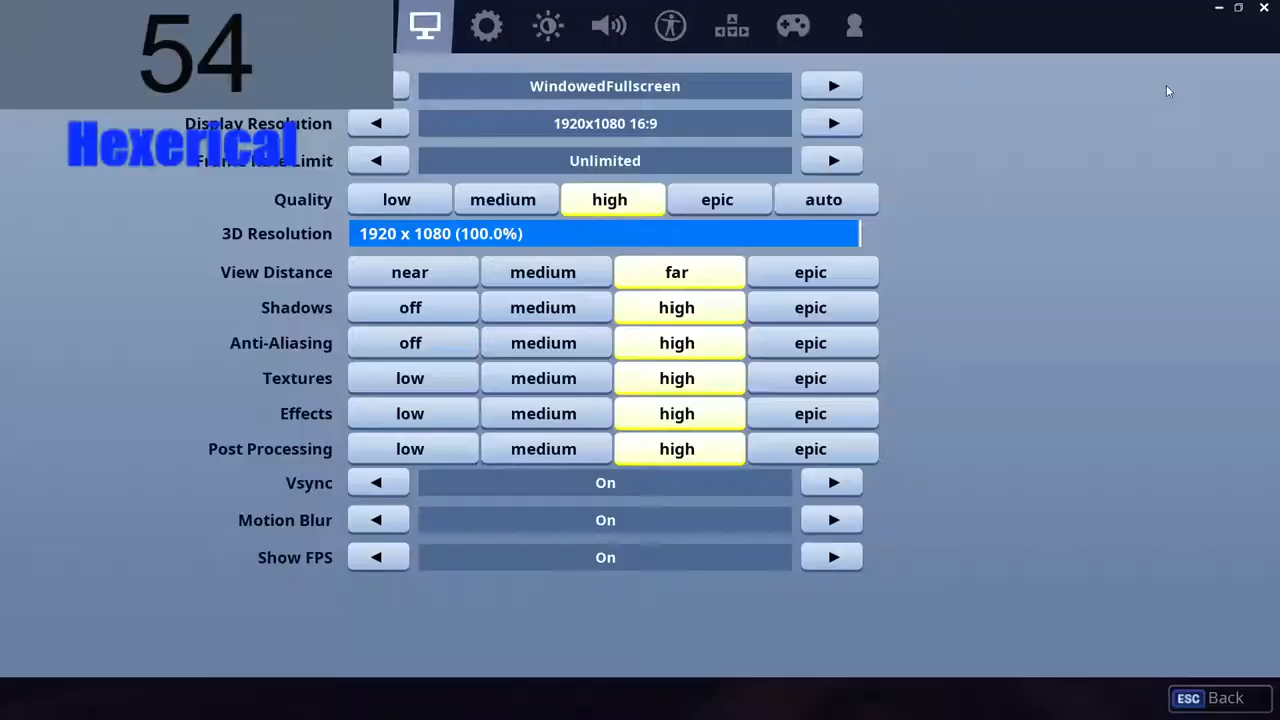 54
WindowedFullscreen
Display Resolution 1920x1080 16:9
Hexerical
Limit Unlimited
Quality low medium high epic auto
3D Resolution 1920 x 1080 (100.0%)
View Distance near medium far epic
Shadows off medium high epic
Anti-Aliasing off medium high epic
Textures low medium high epic
Effects low medium high epic
Post Processing low medium high epic
Vsync On
Motion Blur On
Show FPS On
ESC Back